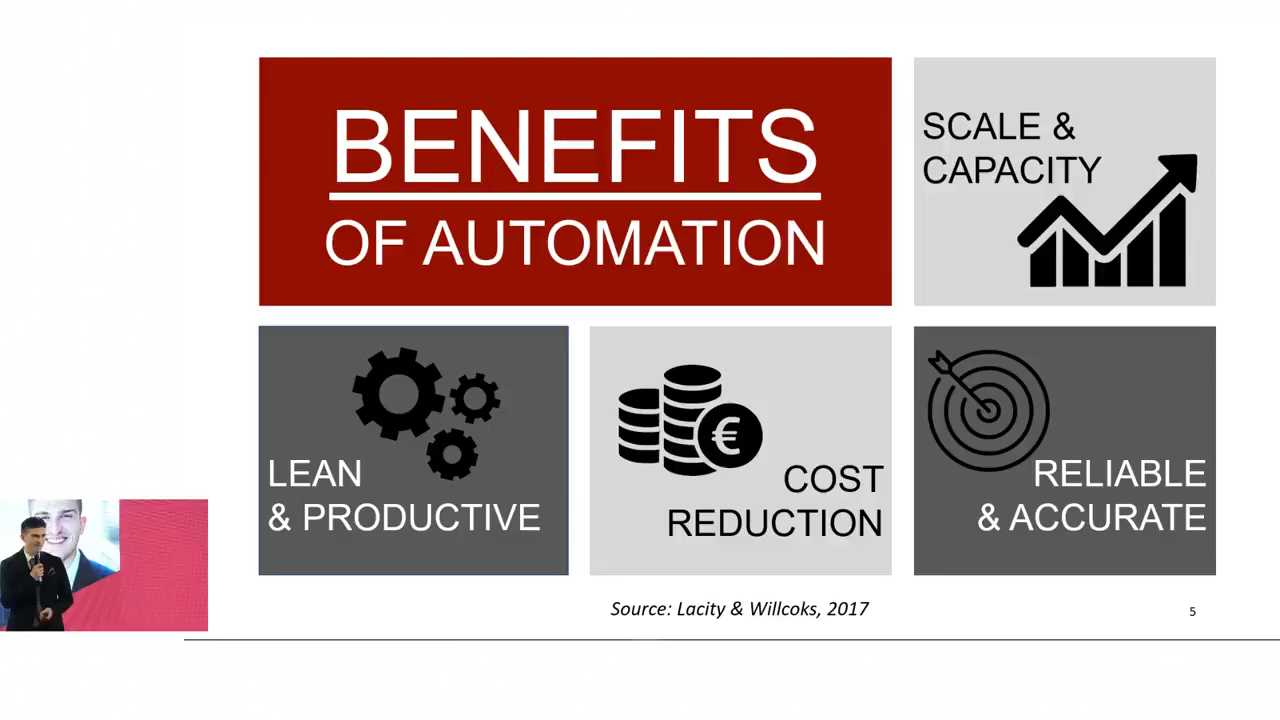 BENEFITS
OF AUTOMATION
SCALE &
CAPACITY
LEAN
& PRODUCTIVE
€
COST
REDUCTION
RELIABLE
& ACCURATE
Source: Lacity & Willcoks, 2017
5